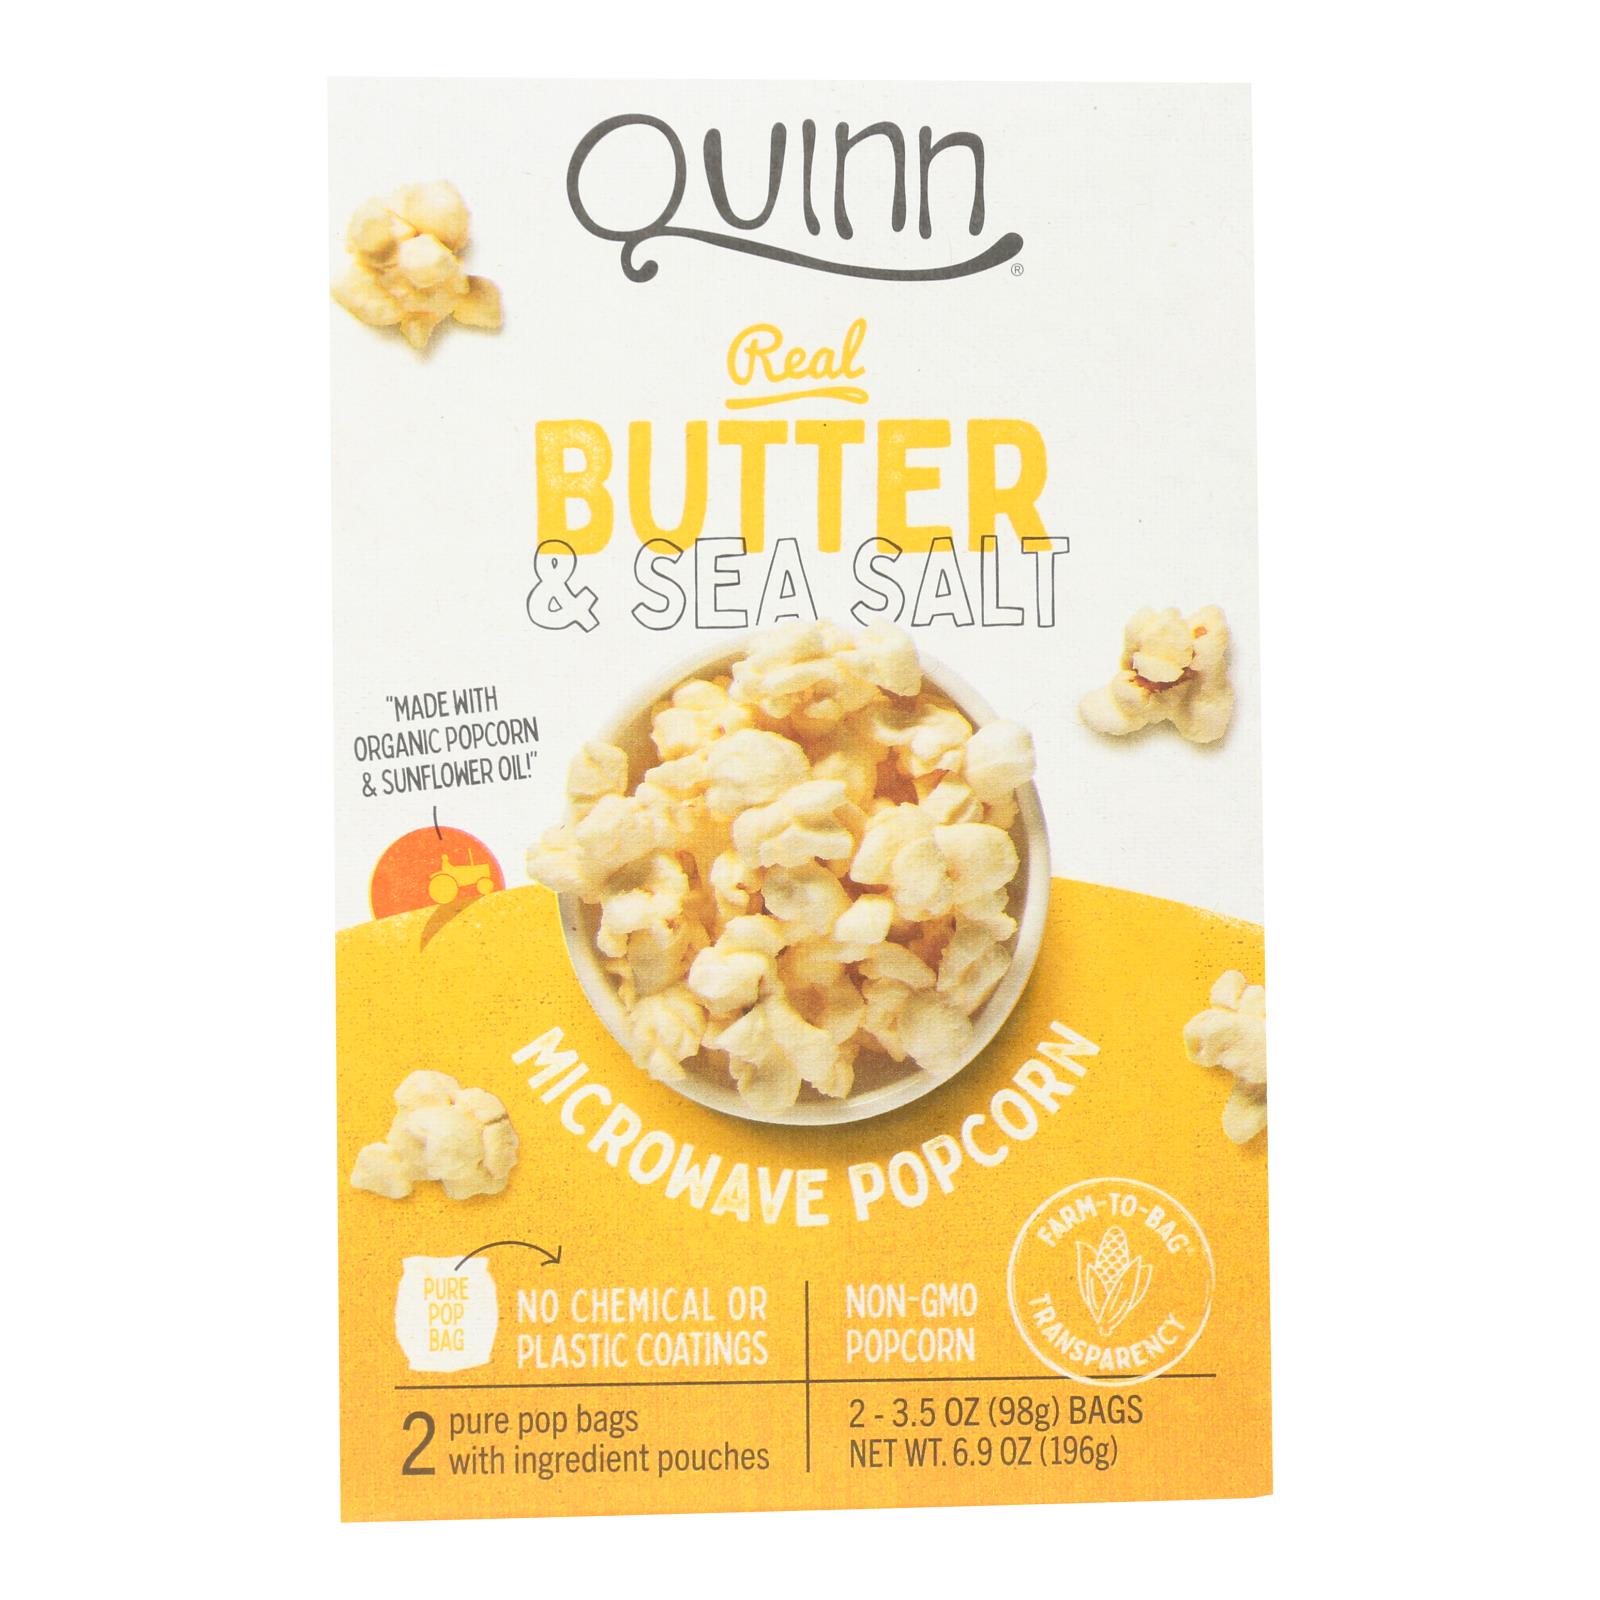 Quinn®
Real
BUTTER
& SEA SALT
"MADE WITH
ORGANIC POPCORN
& SUNFLOWER OIL!"
MICROWAVE POPCORN
PURE
POP
BAG
NO CHEMICAL OR
PLASTIC COATINGS
NON-GMO
POPCORN
FARM-TO-BAG®
TRANSPARENCY
2 pure pop bags
with ingredient pouches
2 - 3.5 OZ (98g) BAGS
NET WT. 6.9 OZ (196g)